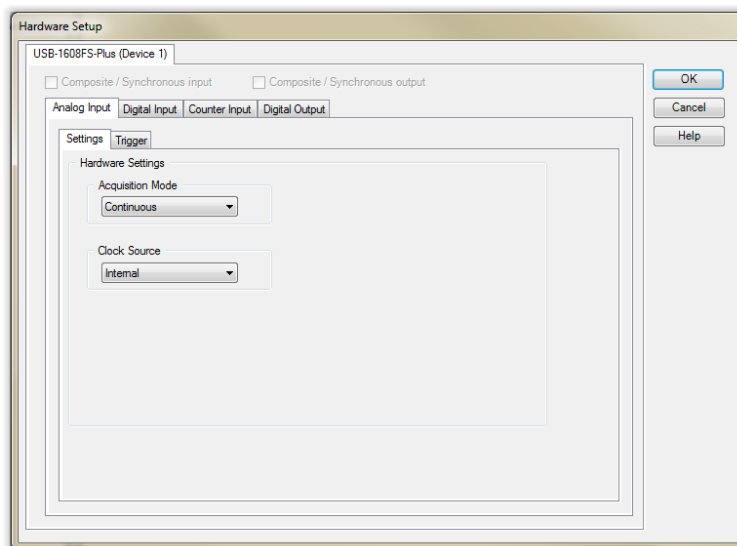 Hardware Setup
USB-1608FS-Plus (Device 1)
Composite / Synchronous input Composite / Synchronous output
OK
Analog Input Digital Input Counter Input Digital Output
Cancel
Settings Trigger
Help
Hardware Settings
Acquisition Mode
Continuous
Clock Source
Internal